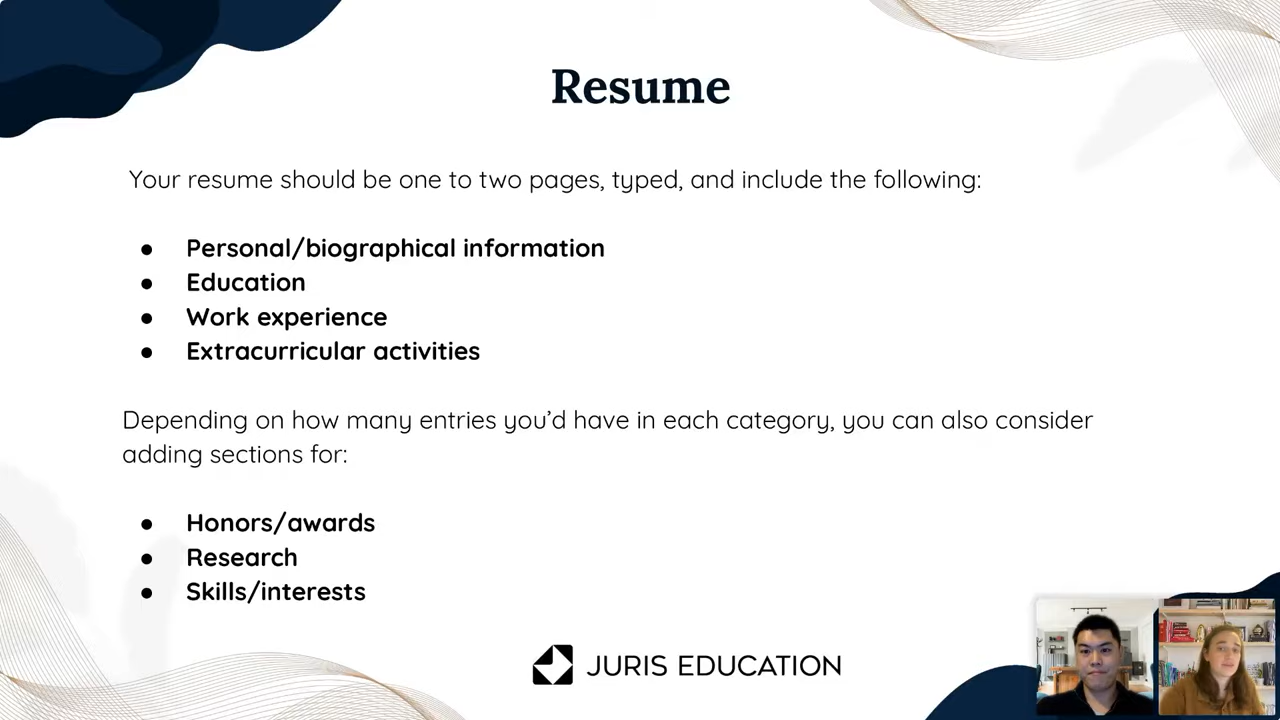 Resume
Your resume should be one to two pages, typed, and include the following:
● Personal/biographical information
● Education
● Work experience
● Extracurricular activities
Depending on how many entries you’d have in each category, you can also consider
adding sections for:
● Honors/awards
● Research
● Skills/interests
JURIS EDUCATION